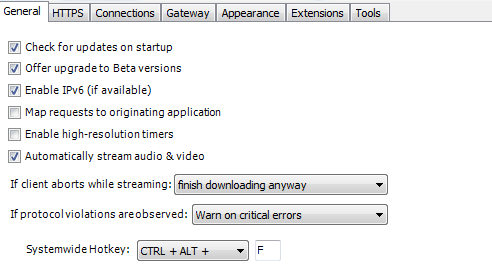 General HTTPS Connections Gateway Appearance Extensions Tools
Check for updates on startup
Offer upgrade to Beta versions
Enable IPv6 (if available)
Map requests to originating application
Enable high-resolution timers
Automatically stream audio & video
If client aborts while streaming: finish downloading anyway
If protocol violations are observed: Warn on critical errors
Systemwide Hotkey: CTRL + ALT + F